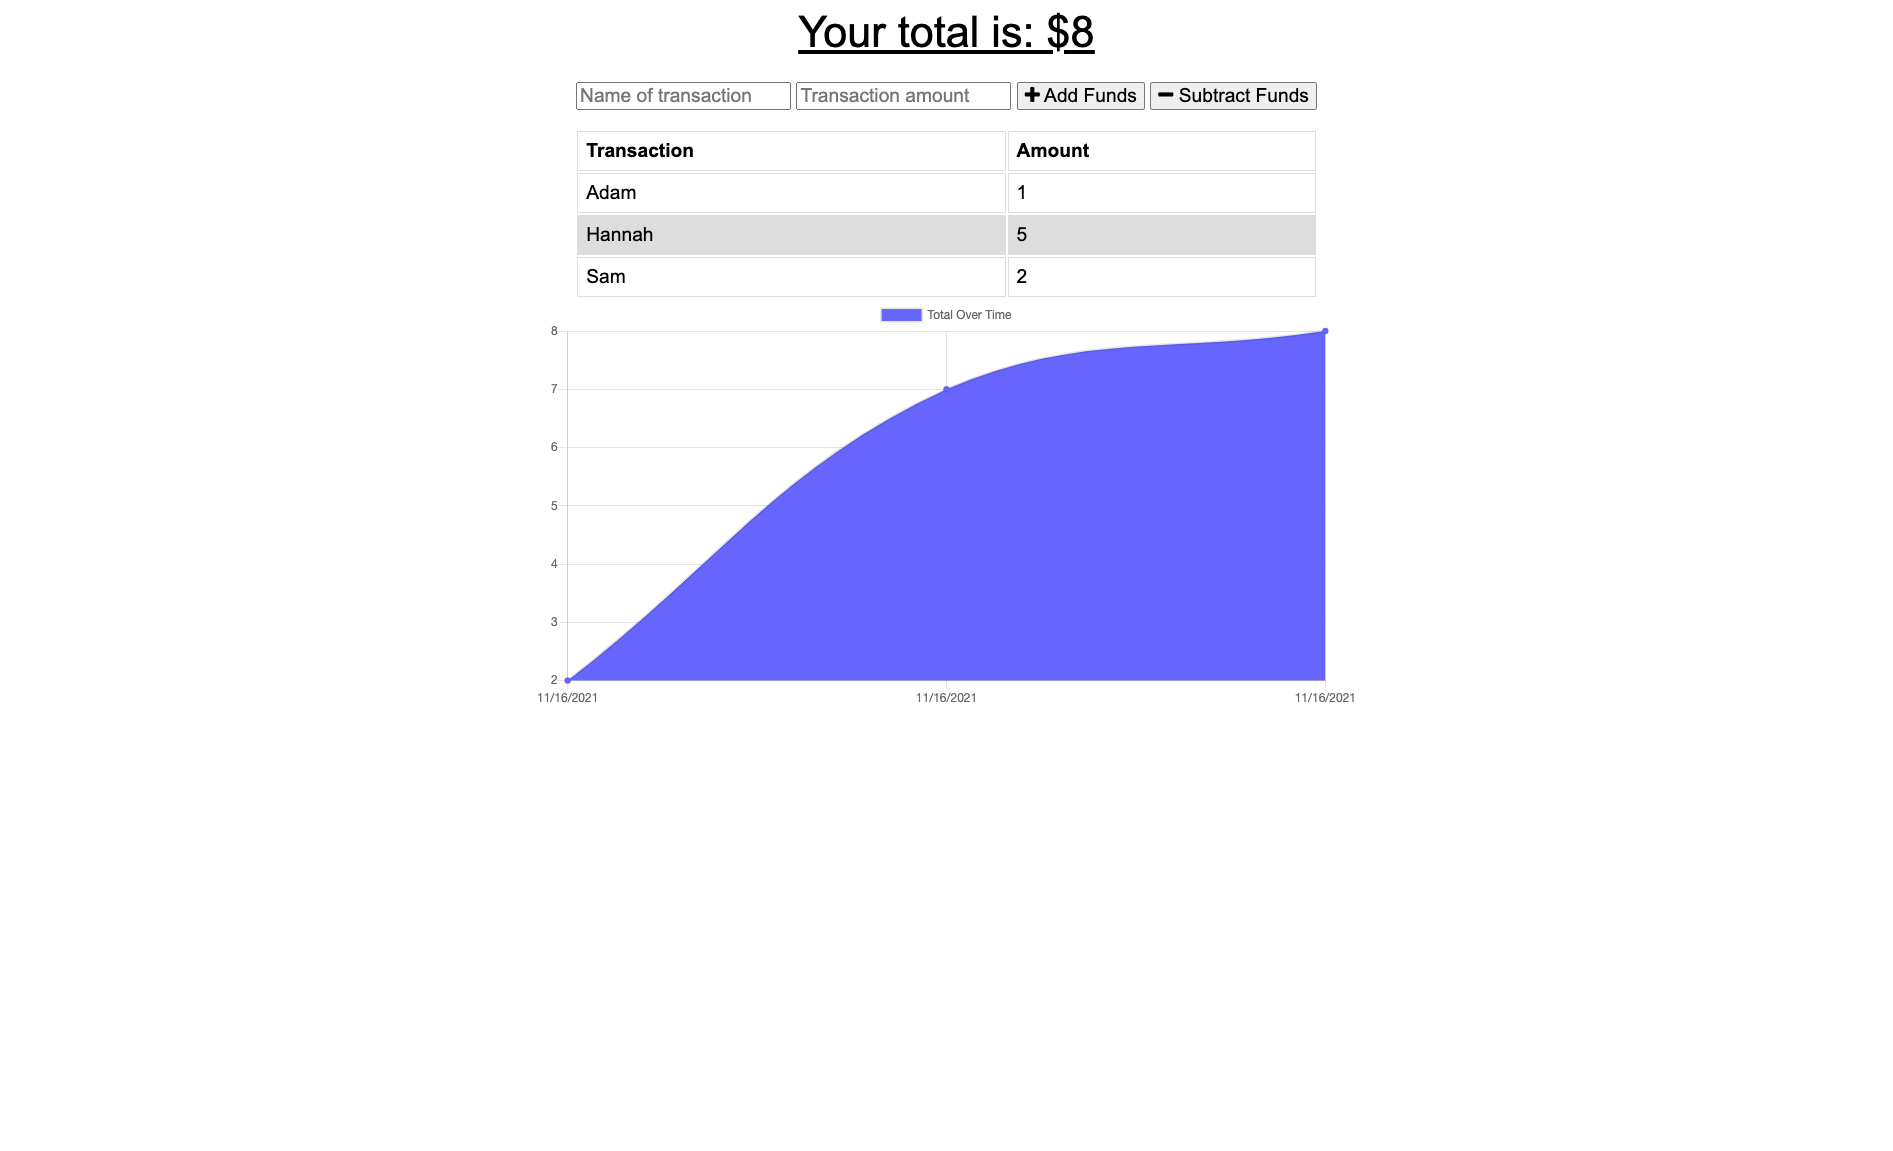 Your total is: $8
Name of transaction Transaction amount Add Funds Subtract Funds
Transaction Amount
Adam 1
Hannah 5
Sam 2
Total Over Time
8
7
6
5
4
3
2
11/16/2021 11/16/2021 11/16/2021